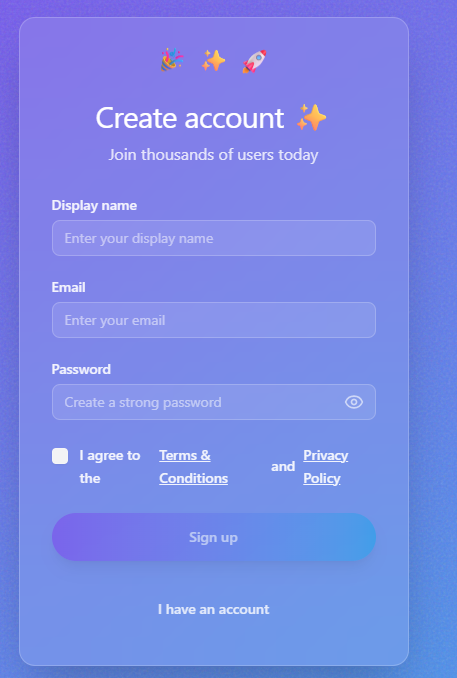 🎉 ✨ 🚀
Create account ✨
Join thousands of users today
Display name
Enter your display name
Email
Enter your email
Password
Create a strong password
I agree to the Terms & Conditions and Privacy Policy
Sign up
I have an account